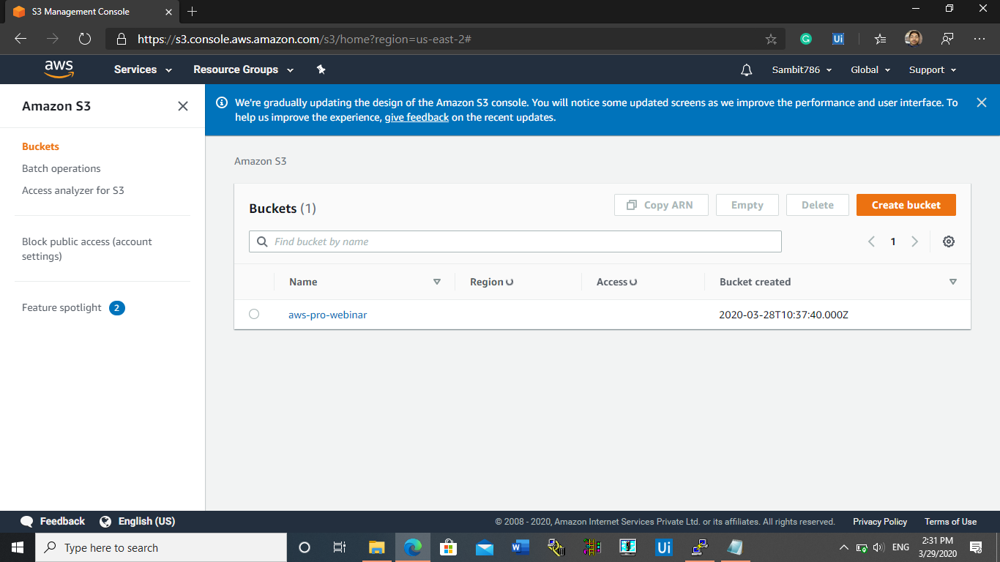 S3 Management Console
https://s3.console.aws.amazon.com/s3/home?region=us-east-2#
Ui
aws
Services
Resource Groups
Sambit786
Global
Support
Amazon S3
We're gradually updating the design of the Amazon S3 console. You will notice some updated screens as we improve the performance and user interface. To
help us improve the experience, give feedback on the recent updates.
Buckets
Batch operations
Access analyzer for S3
Block public access (account
settings)
Feature spotlight 2
Amazon S3
Buckets (1)
Copy ARN
Empty
Delete
Create bucket
Find bucket by name
1
Name
Region
Access
Bucket created
aws-pro-webinar
2020-03-28T10:37:40.000Z
Feedback
English (US)
© 2008 - 2020, Amazon Internet Services Private Ltd. or its affiliates. All rights reserved.
Privacy Policy
Terms of Use
Type here to search
W
Ui
ENG
2:31 PM
3/29/2020